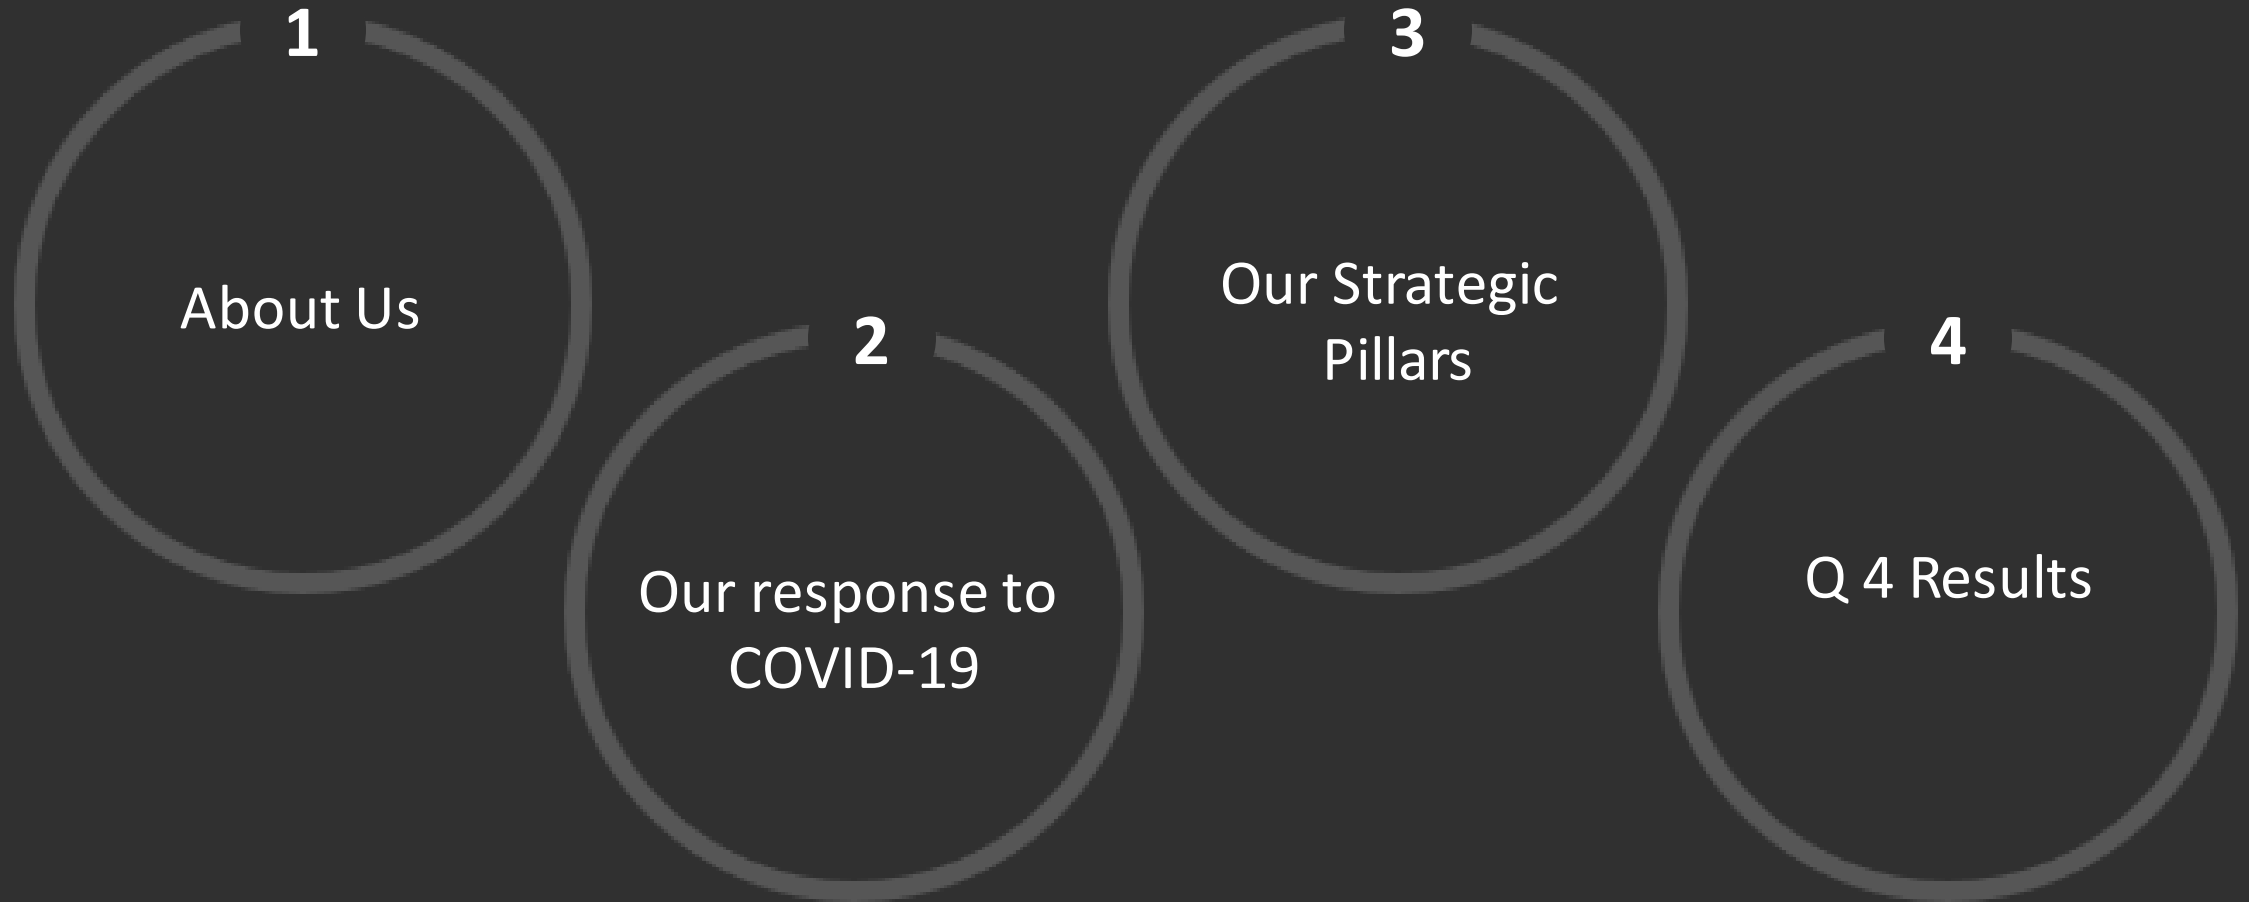 1
About Us
2
Our response to
COVID-19
3
Our Strategic
Pillars
4
Q 4 Results